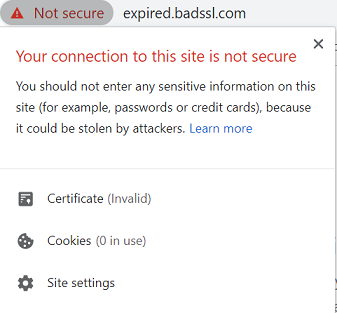 Not secure expired.badssl.com
Your connection to this site is not secure
You should not enter any sensitive information on this
site (for example, passwords or credit cards), because
it could be stolen by attackers. Learn more
Certificate (Invalid)
Cookies (0 in use)
Site settings